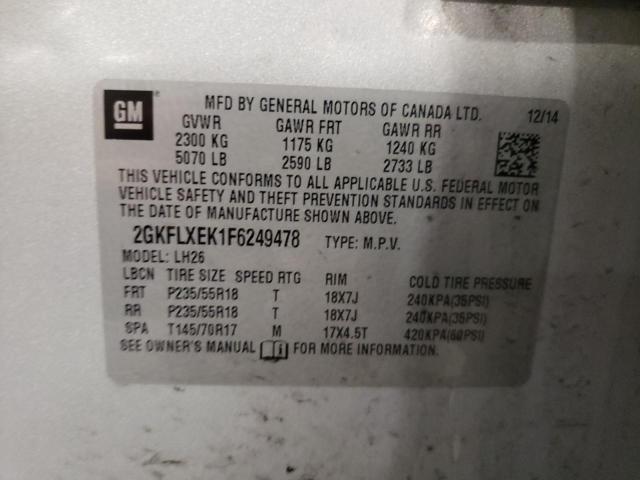 GM ®
MFD BY GENERAL MOTORS OF CANADA LTD. 12/14
GVWR GAWR FRT GAWR RR
2300 KG 1175 KG 1240 KG
5070 LB 2590 LB 2733 LB
THIS VEHICLE CONFORMS TO ALL APPLICABLE U.S. FEDERAL MOTOR
VEHICLE SAFETY AND THEFT PREVENTION STANDARDS IN EFFECT ON
THE DATE OF MANUFACTURE SHOWN ABOVE.
2GKFLXEK1F6249478 TYPE: M.P.V.
MODEL: LH26
LBCN TIRE SIZE SPEED RTG RIM COLD TIRE PRESSURE
FRT P235/55R18 T 18X7J 240KPA(35PSI)
RR P235/55R18 T 18X7J 240KPA(35PSI)
SPA T145/70R17 M 17X4.5T 420KPA(60PSI)
SEE OWNER'S MANUAL FOR MORE INFORMATION.